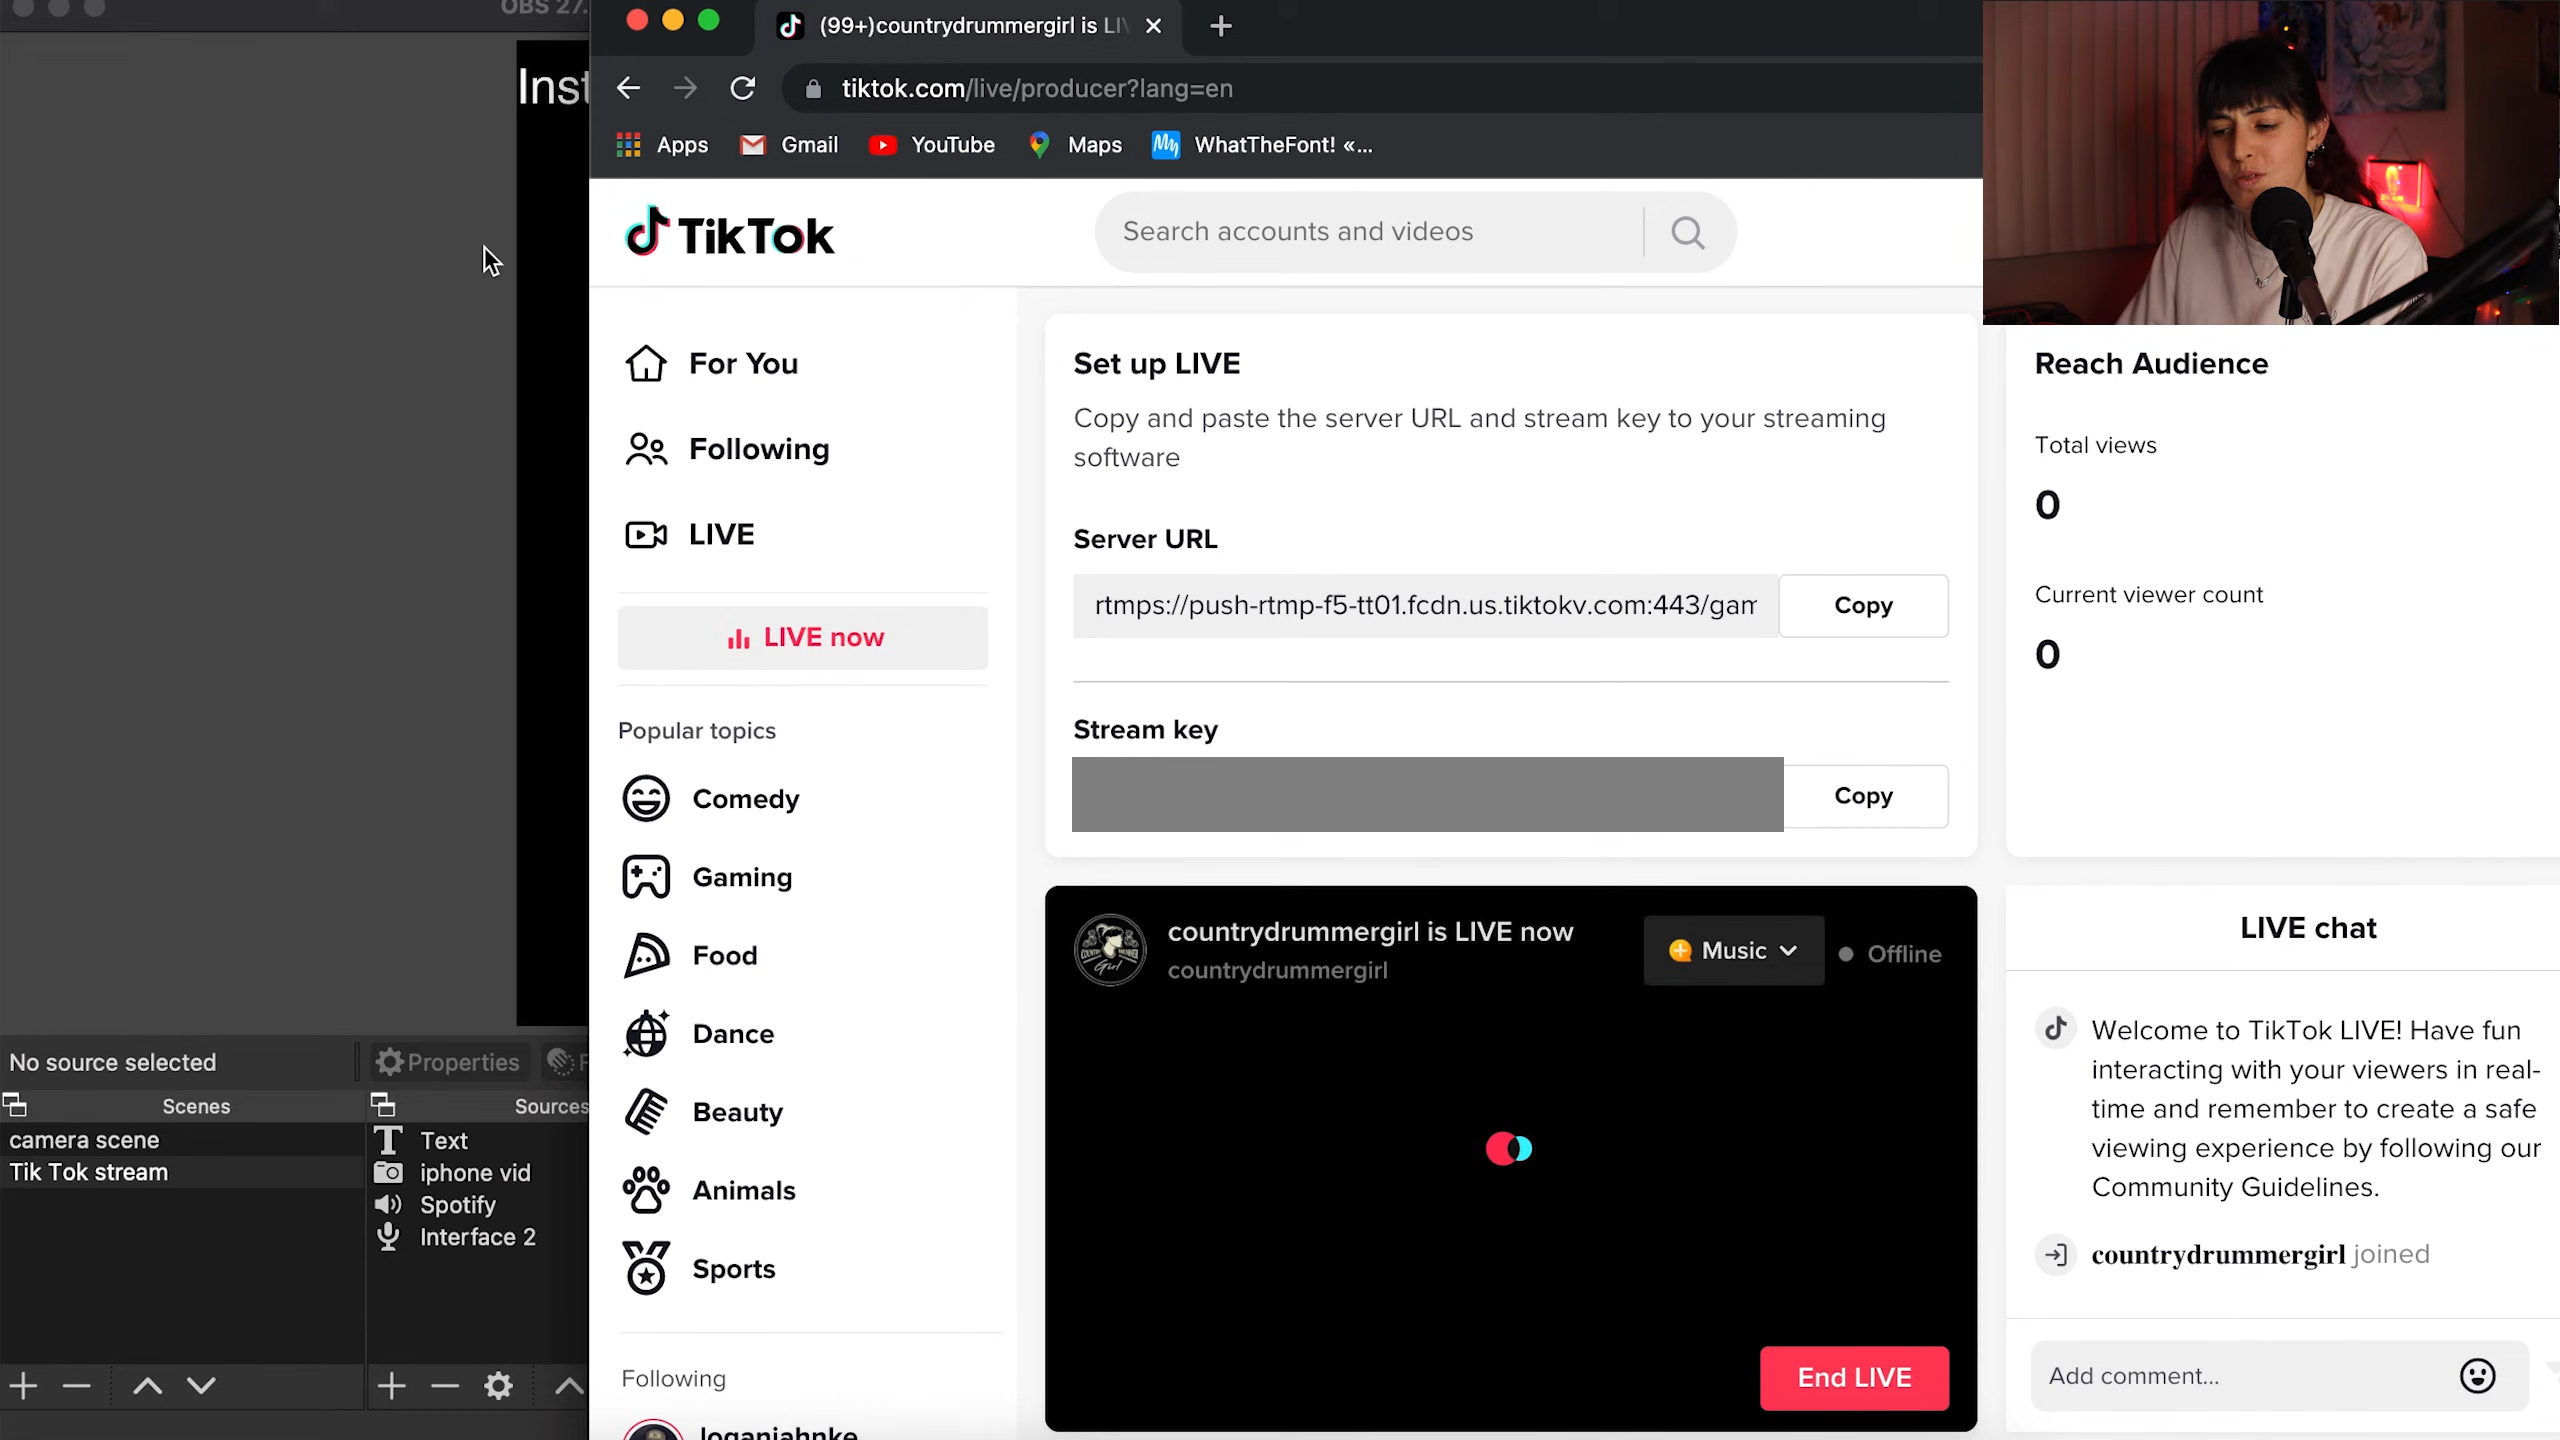 OBS 27.
Inst
(99+)countrydrummergirl is LIV
tiktok.com/live/producer?lang=en
Apps
Gmail
YouTube
Maps
My
WhatTheFont! «...
TikTok
Search accounts and videos
For You
Following
LIVE
LIVE now
Popular topics
Comedy
Gaming
Food
Dance
Beauty
Animals
Sports
Following
loganjahnke
Set up LIVE
Copy and paste the server URL and stream key to your streaming
software
Server URL
rtmps://push-rtmp-f5-tt01.fcdn.us.tiktokv.com:443/gam
Copy
Stream key
Copy
countrydrummergirl is LIVE now
countrydrummergirl
Music
Offline
End LIVE
Reach Audience
Total views
0
Current viewer count
0
LIVE chat
Welcome to TikTok LIVE! Have fun
interacting with your viewers in real-
time and remember to create a safe
viewing experience by following our
Community Guidelines.
countrydrummergirl joined
Add comment...
No source selected
Properties
F
Scenes
Sources
camera scene
Tik Tok stream
Text
iphone vid
Spotify
Interface 2